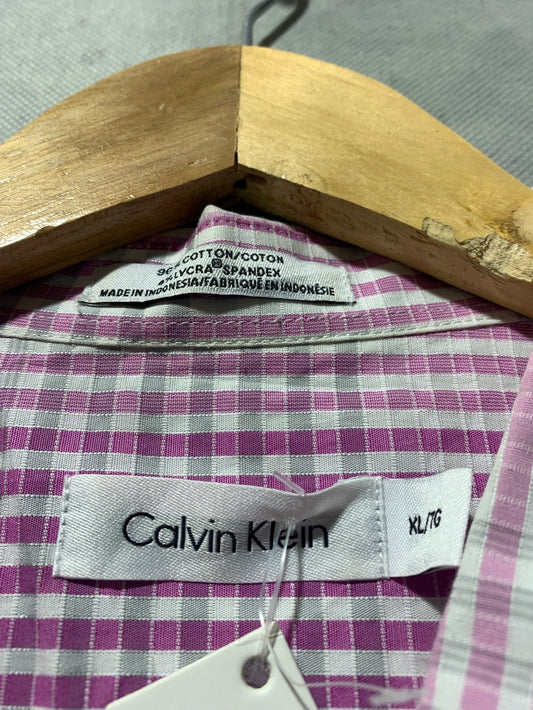 COTTON/COTON
LYCRA® SPANDEX
MADE IN INDONESIA/FABRIQUÉ EN INDONÉSIE
Calvin Klein
XL/TG